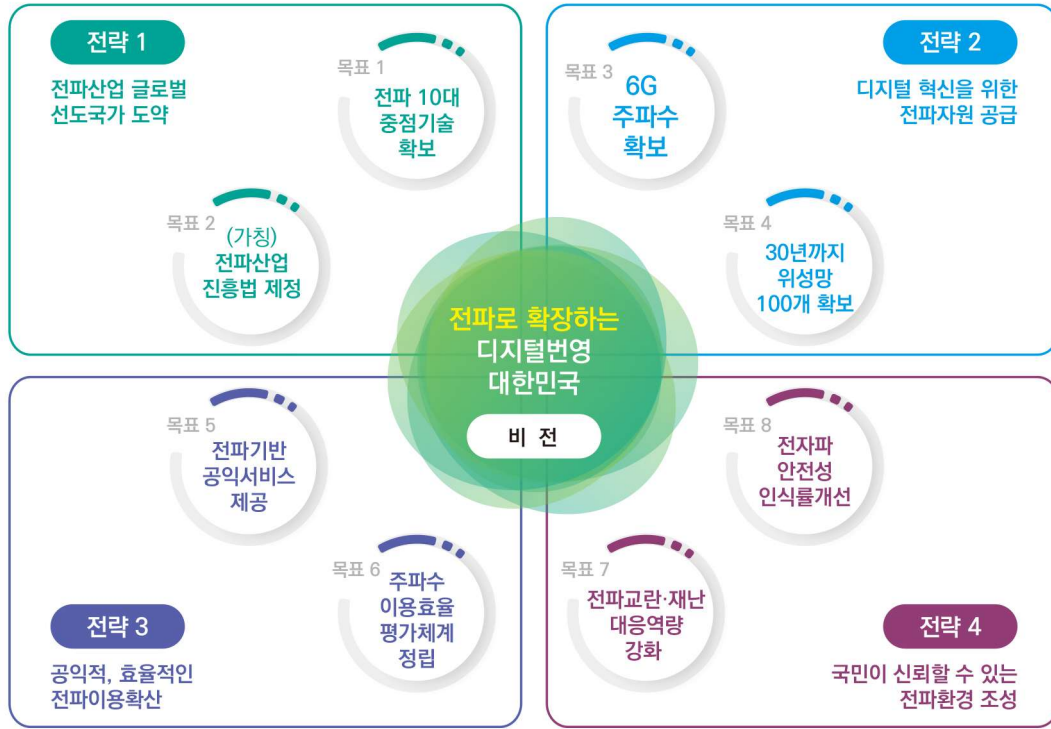 전략 1
전파산업 글로벌
선도국가 도약
목표 1
전파 10대
중점기술
확보
목표 2
(가칭)
전파산업
진흥법 제정
전략 2
디지털 혁신을 위한
전파자원 공급
목표 3
6G
주파수
확보
목표 4
30년까지
위성망
100개 확보
전파로 확장하는
디지털번영
대한민국
비 전
목표 5
전파기반
공익서비스
제공
목표 6
주파수
이용효율
평가체계
정립
전략 3
공익적, 효율적인
전파이용확산
목표 8
전자파
안전성
인식률개선
목표 7
전파교란·재난
대응역량
강화
전략 4
국민이 신뢰할 수 있는
전파환경 조성